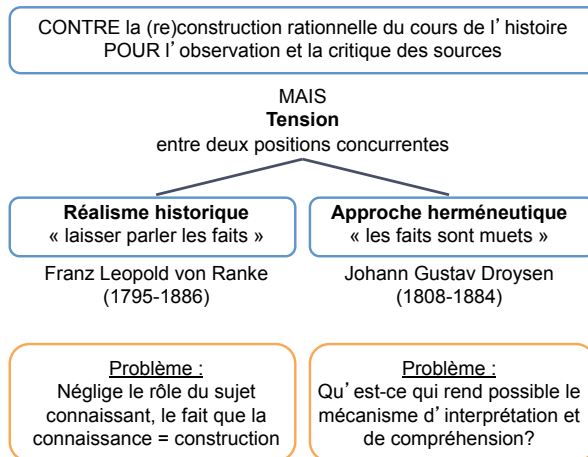 CONTRE la (re)construction rationnelle du cours de l’histoire
POUR l’observation et la critique des sources
MAIS
Tension
entre deux positions concurrentes
Réalisme historique
« laisser parler les faits »
Franz Leopold von Ranke
(1795-1886)
Approche herméneutique
« les faits sont muets »
Johann Gustav Droysen
(1808-1884)
Problème :
Néglige le rôle du sujet
connaissant, le fait que la
connaissance = construction
Problème :
Qu’est-ce qui rend possible le
mécanisme d’interprétation et
de compréhension?